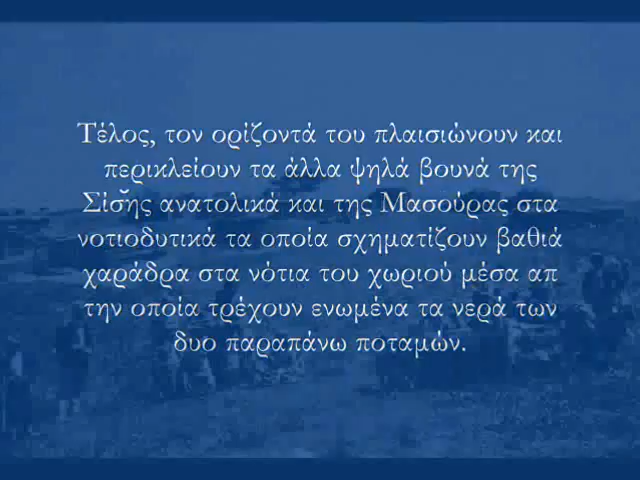 Τέλος, τον ορίζοντά του πλαισιώνουν και
περικλείουν τα άλλα ψηλά βουνά της
Σίσ̆ης ανατολικά και της Μασούρας στα
νοτιοδυτικά τα οποία σχηματίζουν βαθιά
χαράδρα στα νότια του χωριού μέσα απ
την οποία τρέχουν ενωμένα τα νερά των
δυο παραπάνω ποταμών.